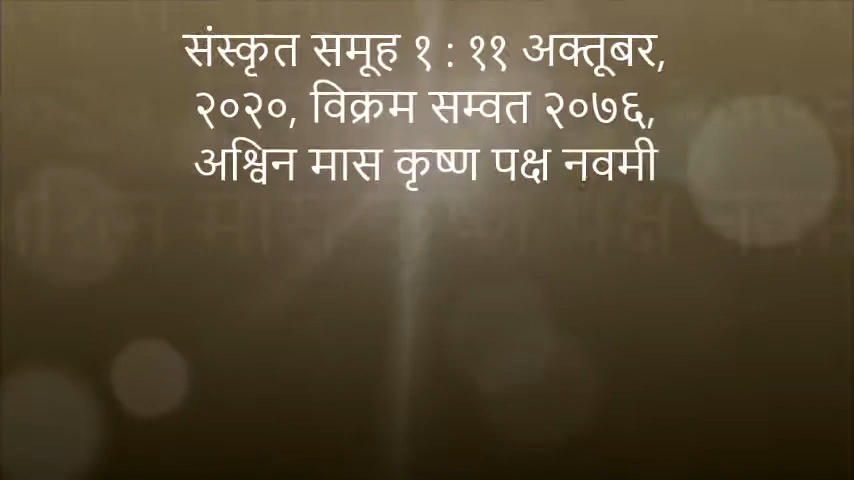 संस्कृत समूह १ : ११ अक्तूबर,
२०२०, विक्रम सम्वत २०७६,
अश्विन मास कृष्ण पक्ष नवमी